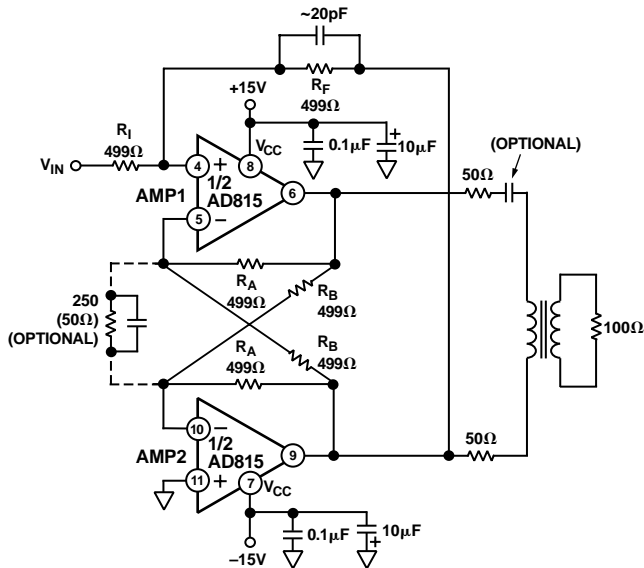 ~20pF
R_F
499Ω
+15V
V_CC
0.1µF
+
10µF
(OPTIONAL)
R_I
499Ω
V_IN
4
+
8
1/2
AD815
AMP1
6
5
−
50Ω
R_A
499Ω
R_B
499Ω
250
(50Ω)
(OPTIONAL)
100Ω
R_B
499Ω
R_A
499Ω
10
−
1/2
AD815
AMP2
9
50Ω
11
+
7
V_CC
0.1µF
10µF
+
−15V